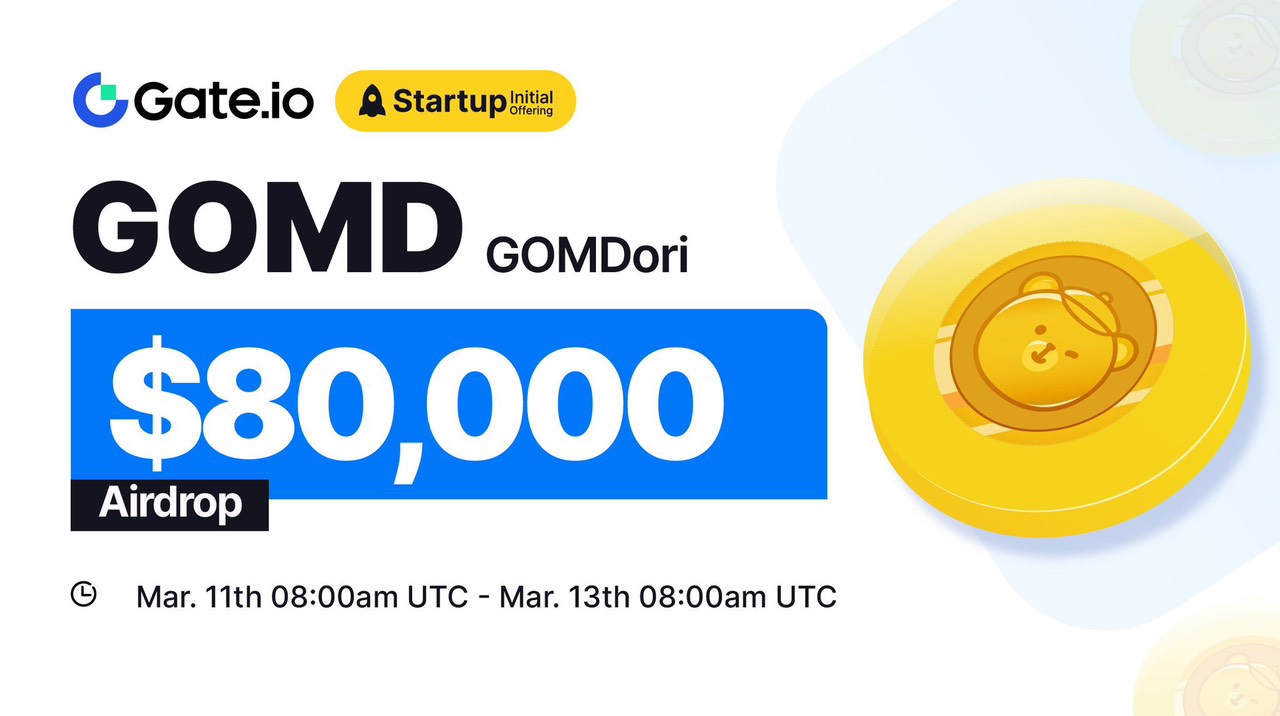 Gate.io
Startup Initial Offering
GOMD GOMDori
$80,000
Airdrop
Mar. 11th 08:00am UTC - Mar. 13th 08:00am UTC